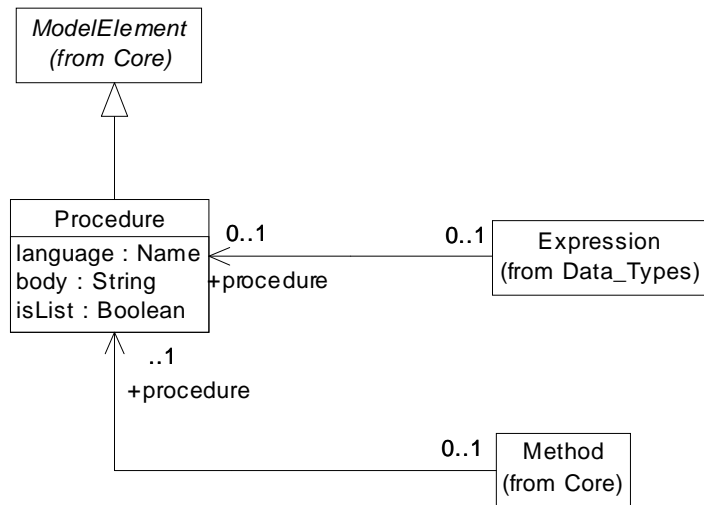 ModelElement
(from Core)
Procedure
language : Name
body : String
isList : Boolean
0..1
0..1
+procedure
Expression
(from Data_Types)
..1
+procedure
0..1
Method
(from Core)